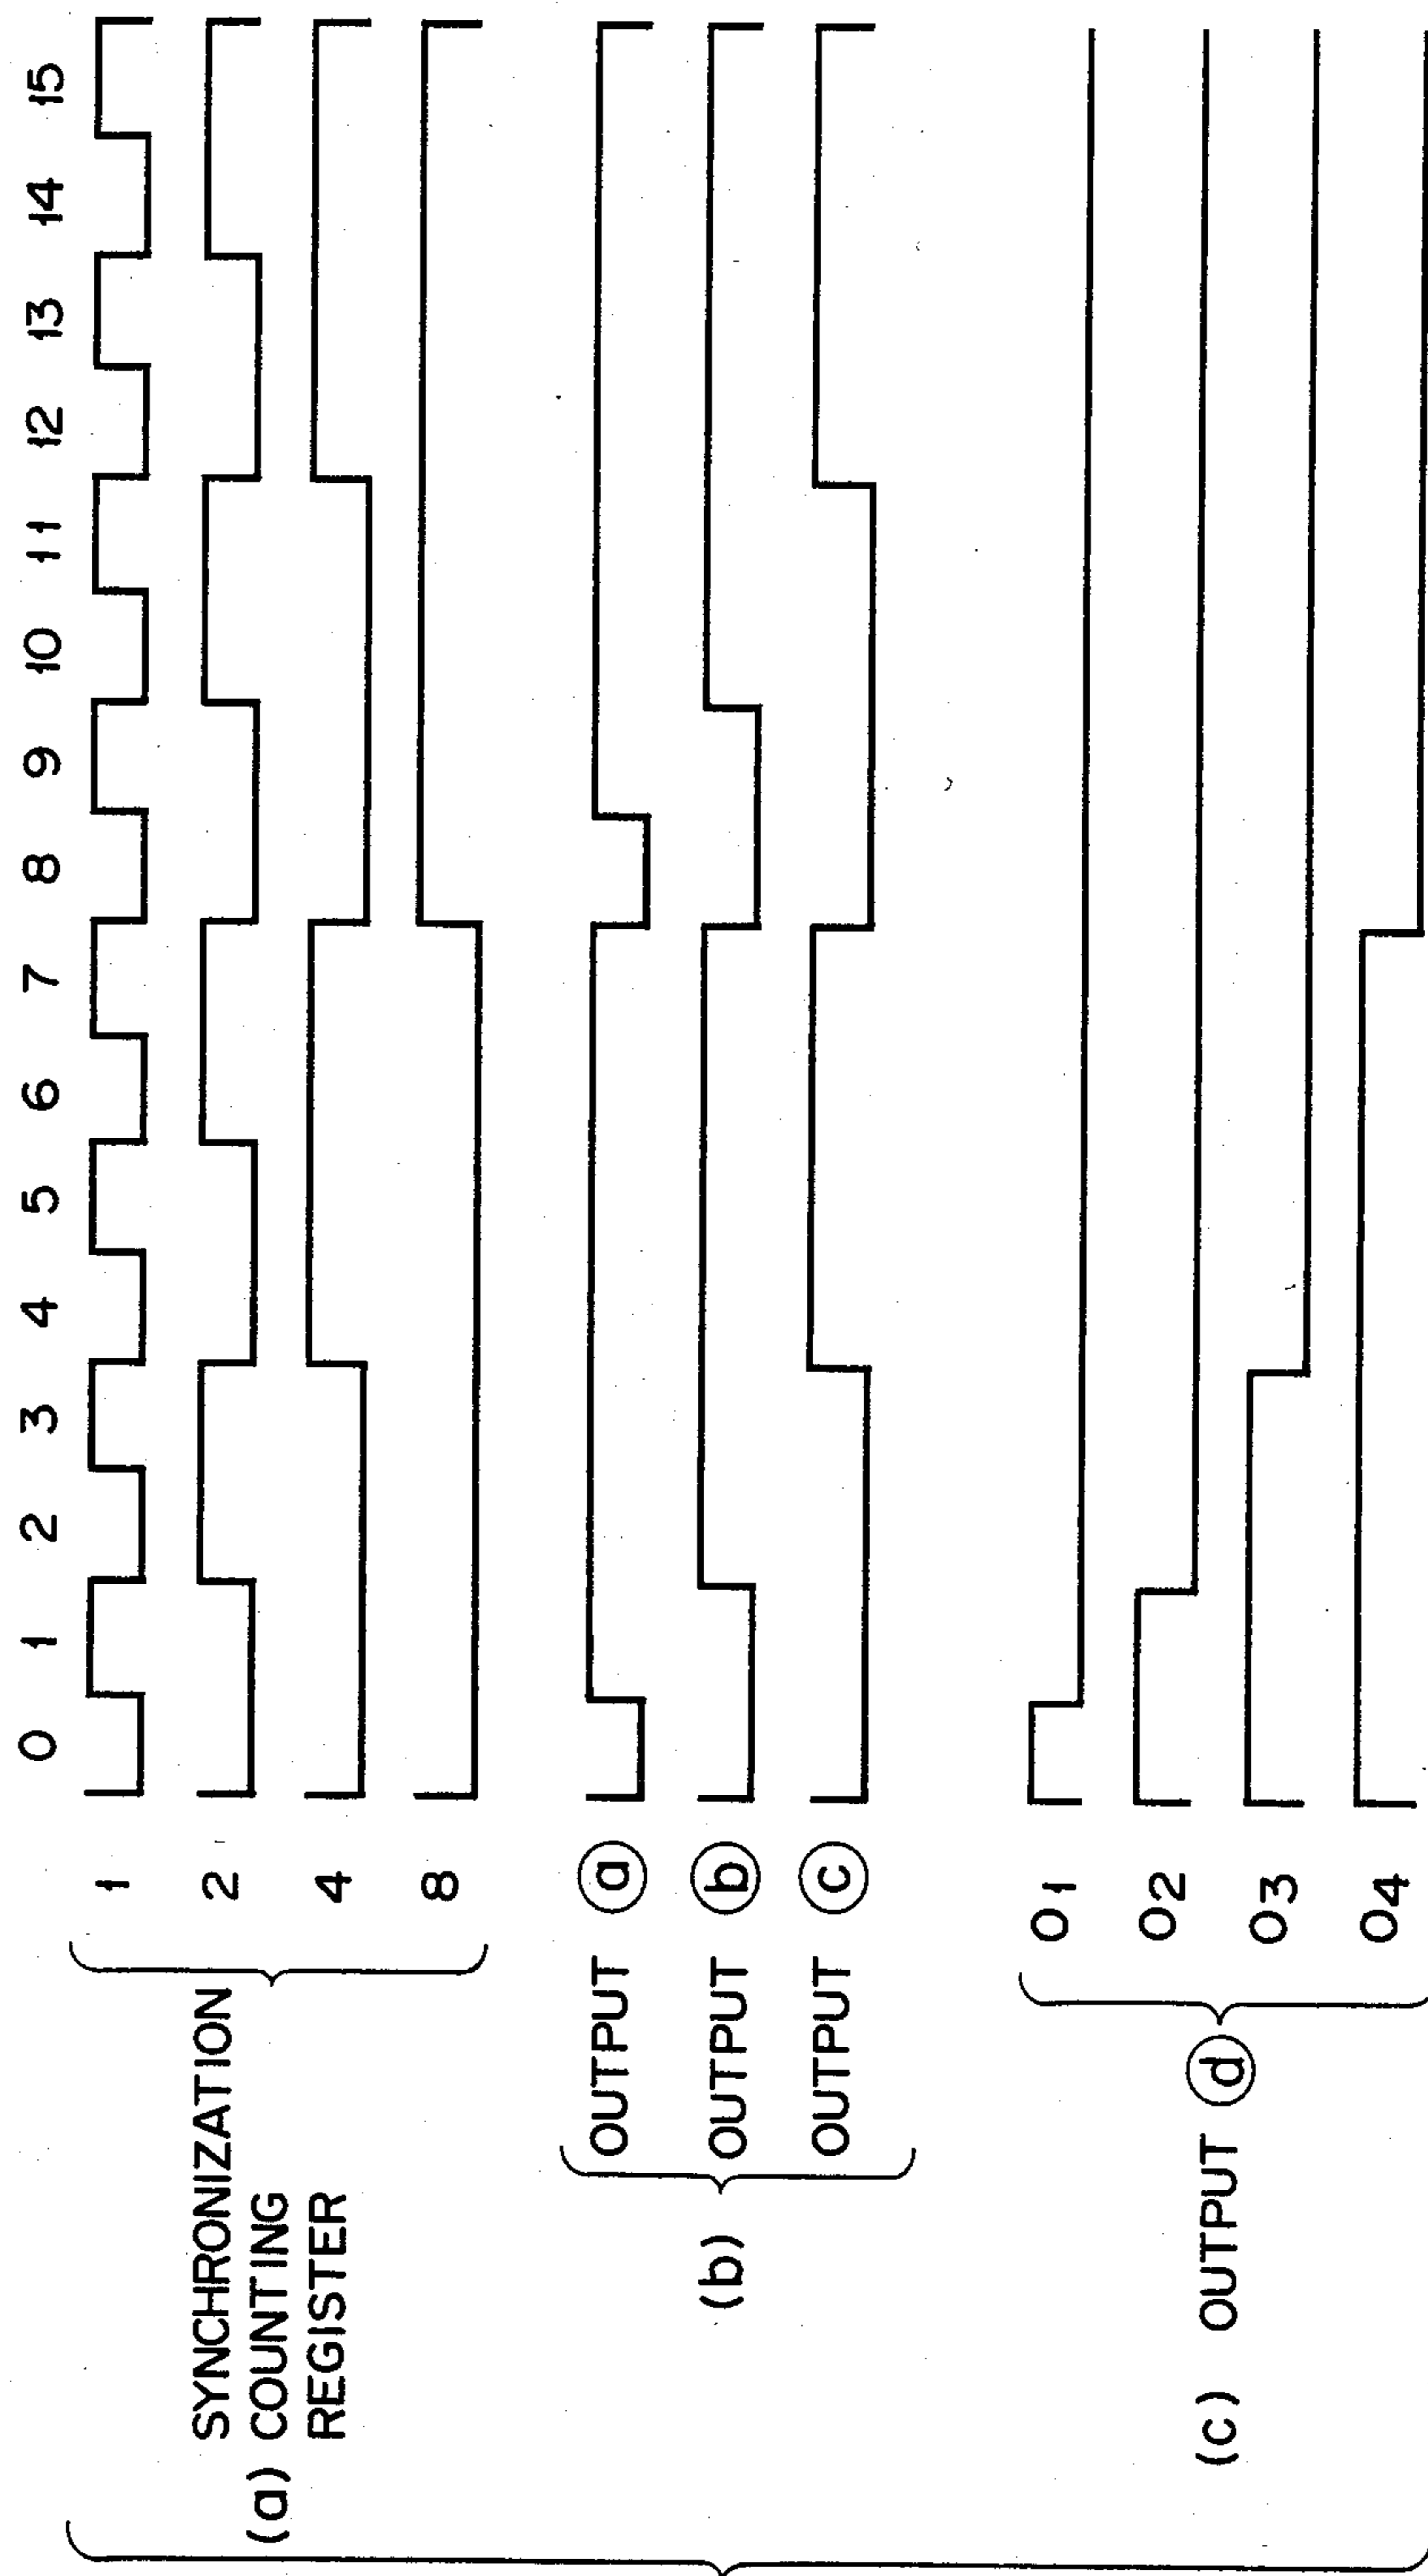 0 1 2 3 4 5 6 7 8 9 10 11 12 13 14 15
SYNCHRONIZATION
(a) COUNTING
REGISTER
1
2
4
8
(b)
OUTPUT a
OUTPUT b
OUTPUT c
(c) OUTPUT d
O1
O2
O3
O4